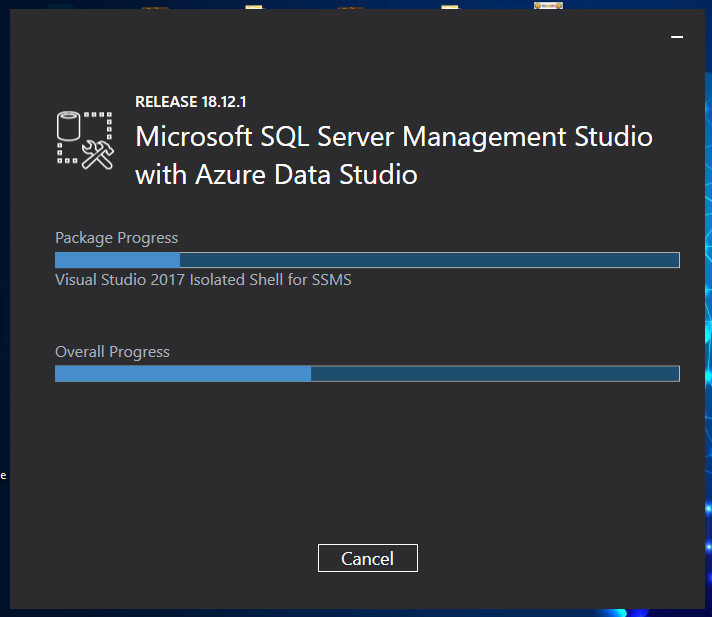 RELEASE 18.12.1
Microsoft SQL Server Management Studio
with Azure Data Studio
Package Progress
Visual Studio 2017 Isolated Shell for SSMS
Overall Progress
e
Cancel